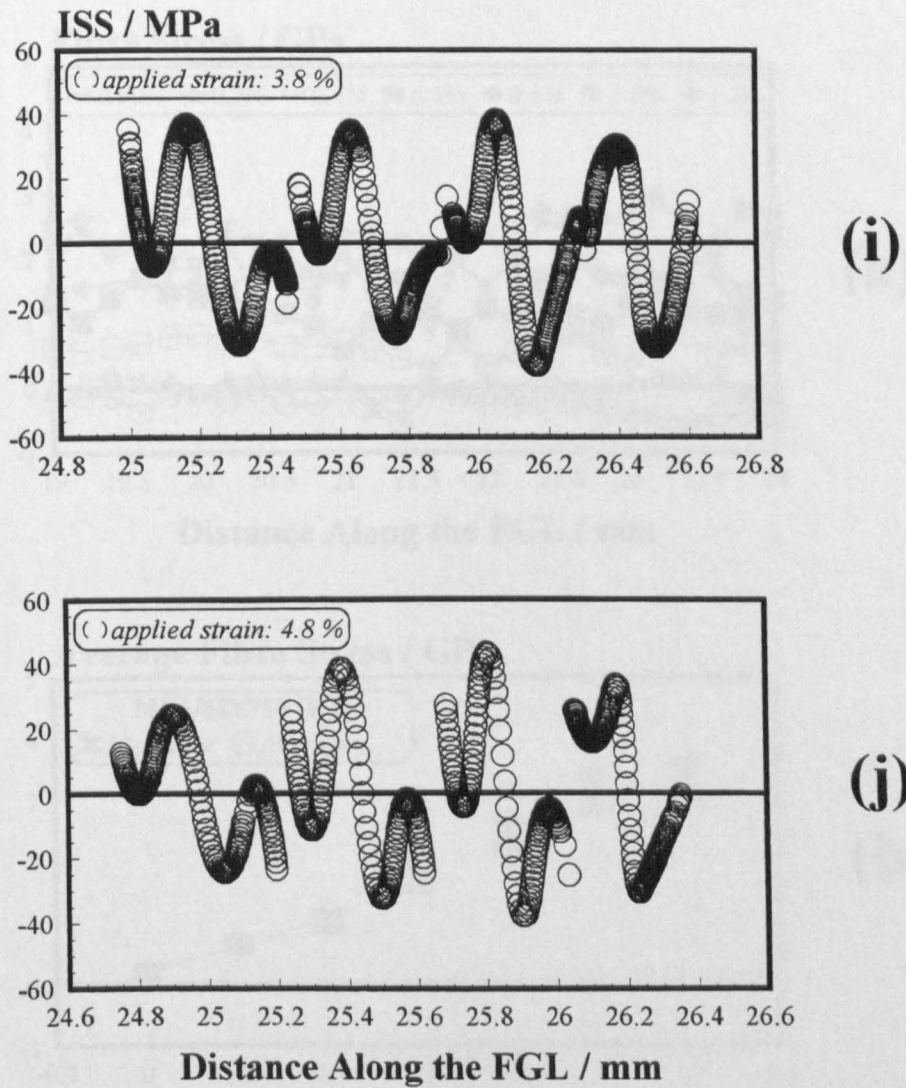 ISS / MPa
60
( ) applied strain: 3.8 %
40
20
0
-20
-40
-60
24.8 25 25.2 25.4 25.6 25.8 26 26.2 26.4 26.6 26.8
(i)
60
( ) applied strain: 4.8 %
40
20
0
-20
-40
-60
24.6 24.8 25 25.2 25.4 25.6 25.8 26 26.2 26.4 26.6
(j)
Distance Along the FGL / mm